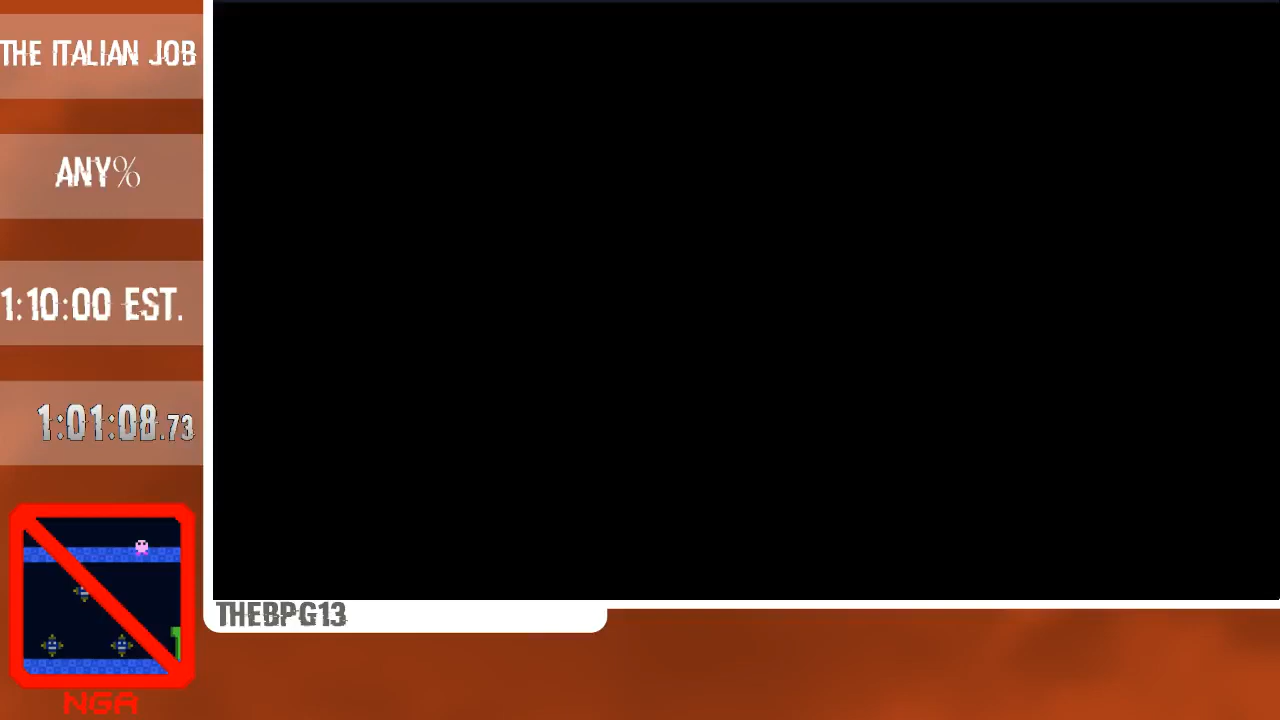 THE ITALIAN JOB
ANY%
1:10:00 EST.
1:01:08.73
THEBPG13
NGA